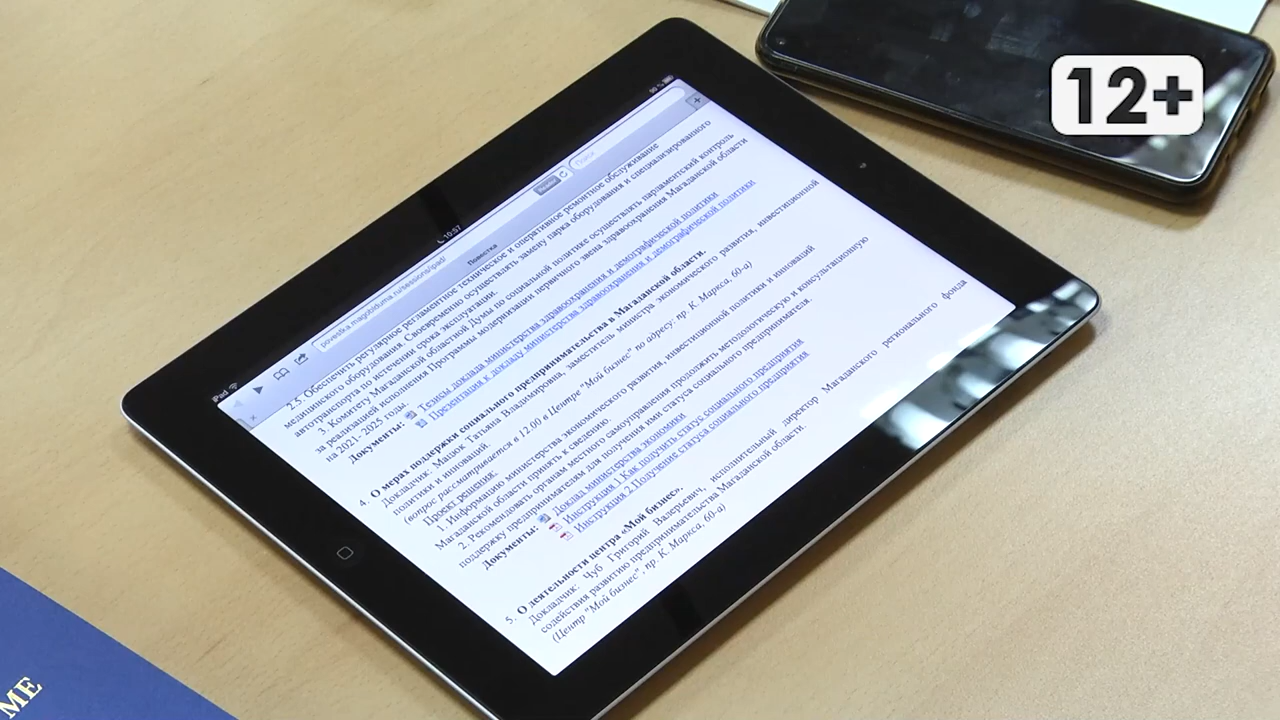 12+
iPad
10:57
99
Повестка
povestka.magoblduma.ru/sessions/ipad/
Поиск
2.5. Обеспечить регулярное регламентное техническое и оперативное ремонтное обслуживание
медицинского оборудования. Своевременно осуществлять замену парка оборудования и специализированного
автотранспорта по истечении срока эксплуатации.
3. Комитету Магаданской областной Думы по социальной политике осуществлять парламентский контроль
за реализацией исполнения Программы модернизации первичного звена здравоохранения Магаданской области
на 2021- 2025 годы.
Документы: Тезисы доклада министерства здравоохранения и демографической политики
Презентация к докладу министерства здравоохранения и демографической политики
4. О мерах поддержки социального предпринимательства в Магаданской области.
Докладчик: Мацюк Татьяна Владимировна, заместитель министра экономического развития, инвестиционной
политики и инноваций.
(вопрос рассматривается в 12.00 в Центре "Мой бизнес" по адресу: пр. К. Маркса, 60-а)
Проект решения:
1. Информацию министерства экономического развития, инвестиционной политики и инноваций
Магаданской области принять к сведению.
2. Рекомендовать органам местного самоуправления продолжить методологическую и консультационную
поддержку предпринимателям для получения ими статуса социального предпринимателя.
Документы: Доклад министерства экономики
Инструкция 1 Как получить статус социального предприятия
Инструкция 2 Получение статуса социального предприятия
5. О деятельности центра «Мой бизнес».
Докладчик: Чуб Григорий Валерьевич, исполнительный директор Магаданского регионального фонда
содействия развитию предпринимательства Магаданской области.
(Центр "Мой бизнес", пр. К. Маркса, 60-а)
МЕ